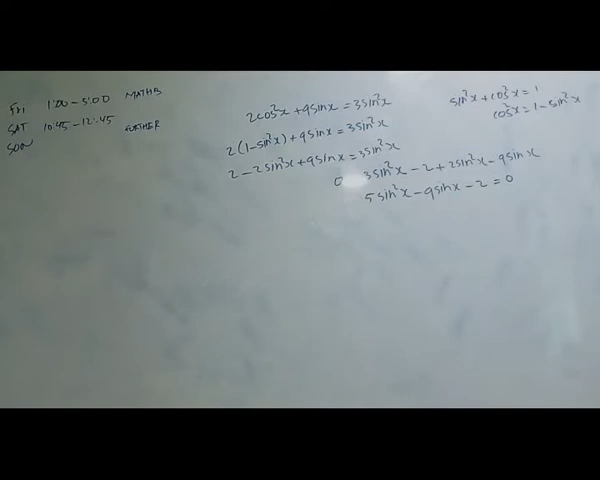 Fri 1:00 - 5:00 MATHS
SAT 10:45 - 12:45 FURTHER
SON
2cos²x + 9sinx = 3sin²x
2(1-sin²x) + 9sinx = 3sin²x
2 - 2sin²x + 9sinx = 3sin²x
0 3sin²x - 2 + 2sin²x - 9sinx
5sin²x - 9sinx - 2 = 0
sin²x + cos²x = 1
cos²x = 1 - sin²x